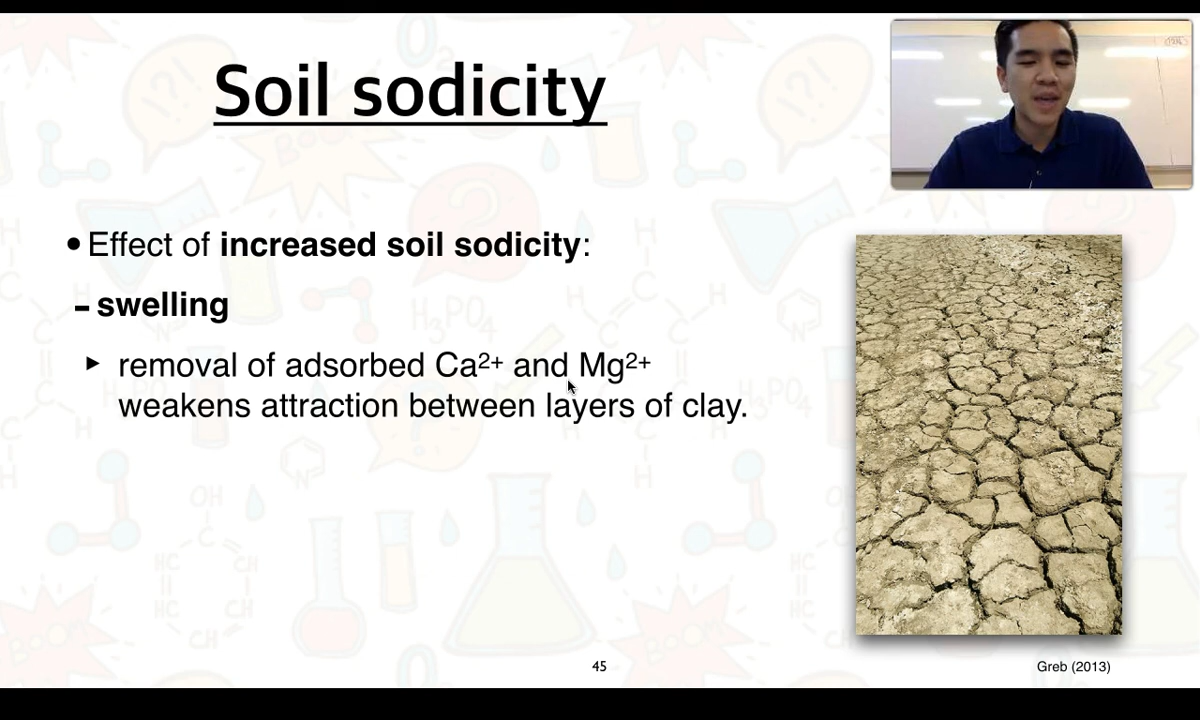 Soil sodicity
• Effect of increased soil sodicity:
- swelling
▸ removal of adsorbed Ca²⁺ and Mg²⁺
weakens attraction between layers of clay.
45
Greb (2013)